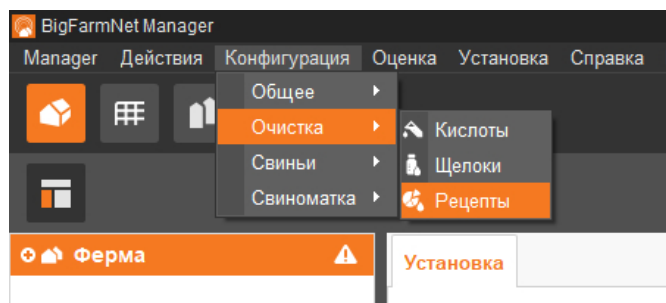 BigFarmNet Manager
Manager Действия Конфигурация Оценка Установка Справка
Общее
Очистка
Свиньи
Свиноматка
Кислоты
Щелоки
Рецепты
Ферма
Установка